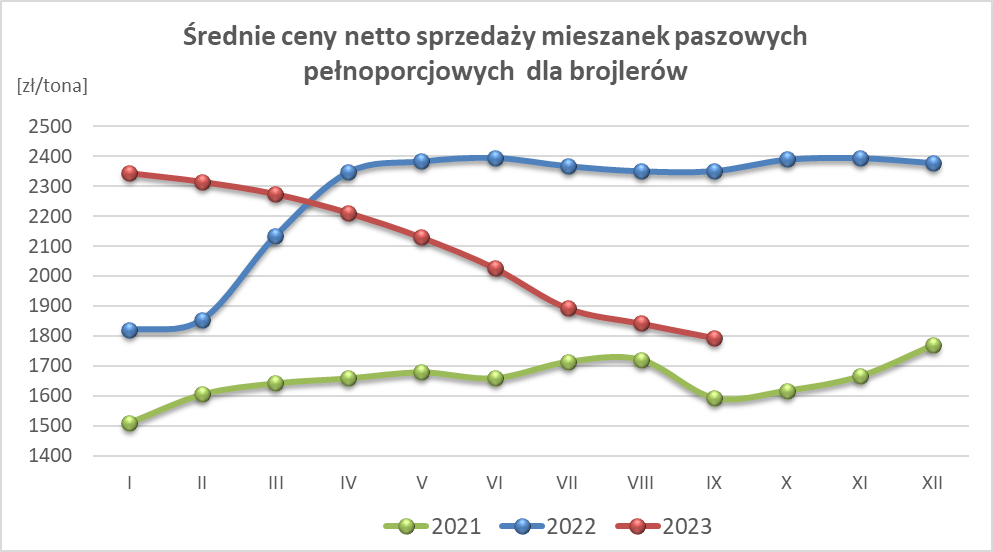 Średnie ceny netto sprzedaży mieszanek paszowych
pełnoporcjowych dla brojlerów
[zł/tona]
2500
2400
2300
2200
2100
2000
1900
1800
1700
1600
1500
1400
I II III IV V VI VII VIII IX X XI XII
2021 2022 2023